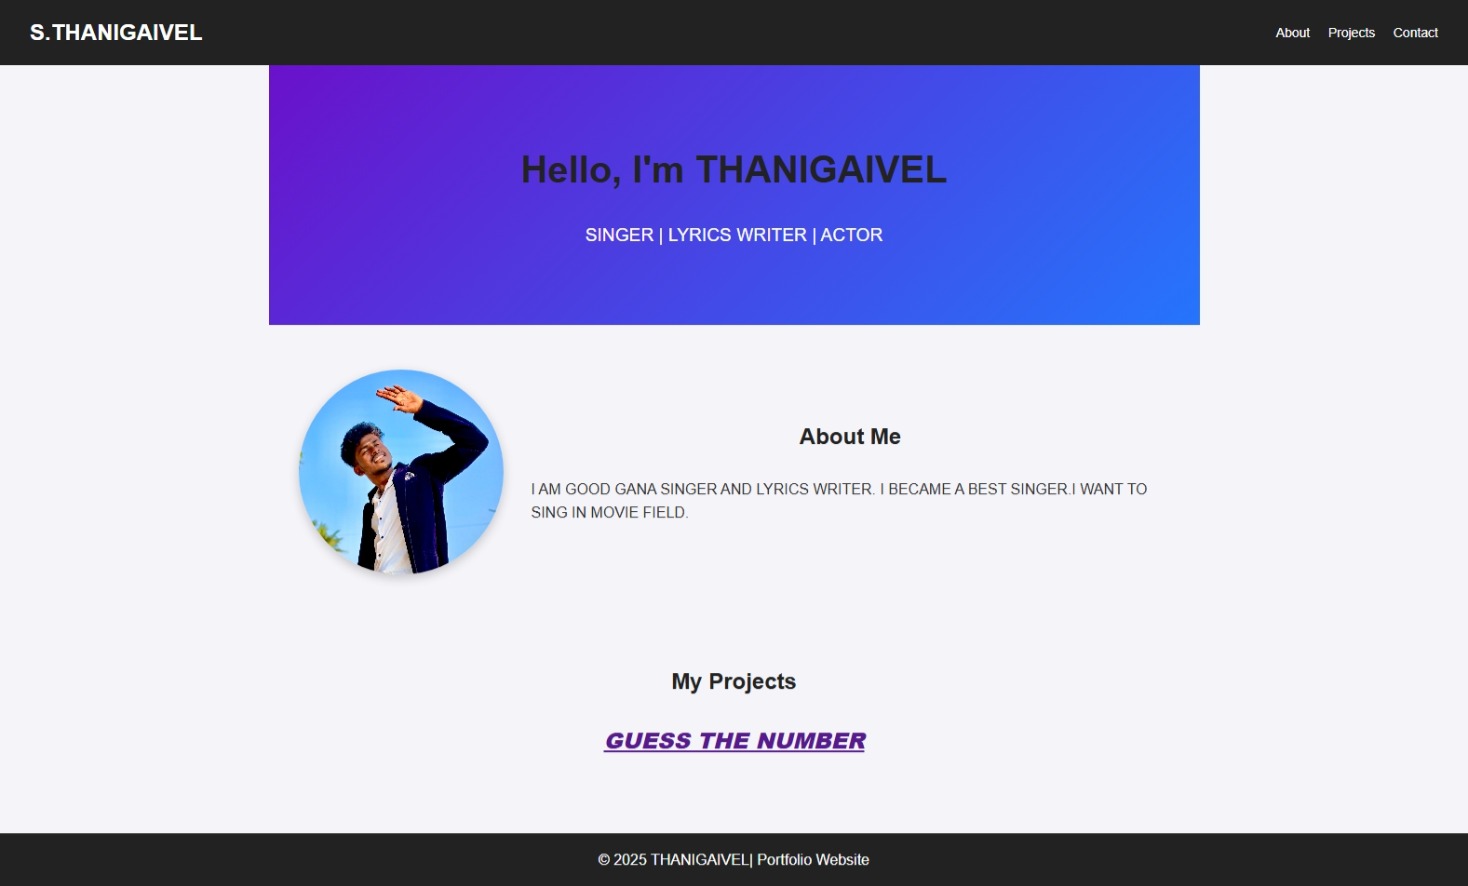 S.THANIGAIVEL
About Projects Contact
Hello, I'm THANIGAIVEL
SINGER | LYRICS WRITER | ACTOR
About Me
I AM GOOD GANA SINGER AND LYRICS WRITER. I BECAME A BEST SINGER.I WANT TO
SING IN MOVIE FIELD.
My Projects
GUESS THE NUMBER
© 2025 THANIGAIVEL| Portfolio Website